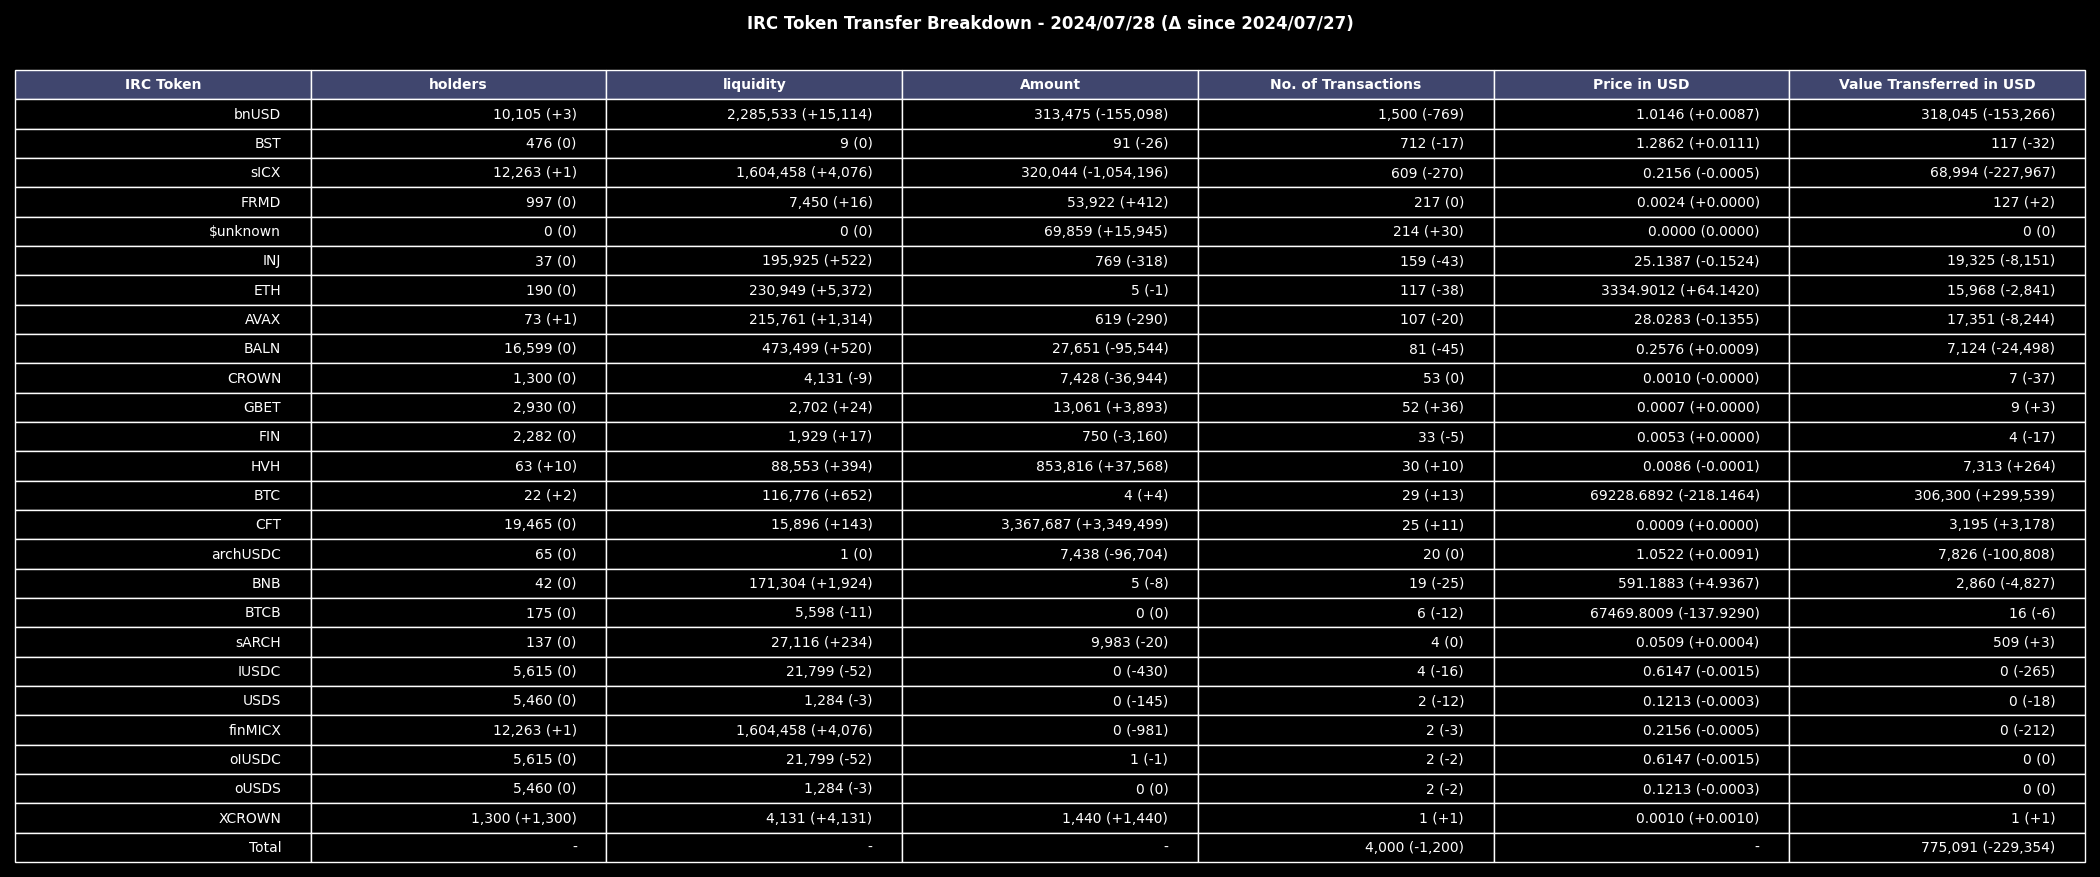 IRC Token Transfer Breakdown - 2024/07/28 (Δ since 2024/07/27)
IRC Token holders liquidity Amount No. of Transactions Price in USD Value Transferred in USD
bnUSD 10,105 (+3) 2,285,533 (+15,114) 313,475 (-155,098) 1,500 (-769) 1.0146 (+0.0087) 318,045 (-153,266)
BST 476 (0) 9 (0) 91 (-26) 712 (-17) 1.2862 (+0.0111) 117 (-32)
sICX 12,263 (+1) 1,604,458 (+4,076) 320,044 (-1,054,196) 609 (-270) 0.2156 (-0.0005) 68,994 (-227,967)
FRMD 997 (0) 7,450 (+16) 53,922 (+412) 217 (0) 0.0024 (+0.0000) 127 (+2)
$unknown 0 (0) 0 (0) 69,859 (+15,945) 214 (+30) 0.0000 (0.0000) 0 (0)
INJ 37 (0) 195,925 (+522) 769 (-318) 159 (-43) 25.1387 (-0.1524) 19,325 (-8,151)
ETH 190 (0) 230,949 (+5,372) 5 (-1) 117 (-38) 3334.9012 (+64.1420) 15,968 (-2,841)
AVAX 73 (+1) 215,761 (+1,314) 619 (-290) 107 (-20) 28.0283 (-0.1355) 17,351 (-8,244)
BALN 16,599 (0) 473,499 (+520) 27,651 (-95,544) 81 (-45) 0.2576 (+0.0009) 7,124 (-24,498)
CROWN 1,300 (0) 4,131 (-9) 7,428 (-36,944) 53 (0) 0.0010 (-0.0000) 7 (-37)
GBET 2,930 (0) 2,702 (+24) 13,061 (+3,893) 52 (+36) 0.0007 (+0.0000) 9 (+3)
FIN 2,282 (0) 1,929 (+17) 750 (-3,160) 33 (-5) 0.0053 (+0.0000) 4 (-17)
HVH 63 (+10) 88,553 (+394) 853,816 (+37,568) 30 (+10) 0.0086 (-0.0001) 7,313 (+264)
BTC 22 (+2) 116,776 (+652) 4 (+4) 29 (+13) 69228.6892 (-218.1464) 306,300 (+299,539)
CFT 19,465 (0) 15,896 (+143) 3,367,687 (+3,349,499) 25 (+11) 0.0009 (+0.0000) 3,195 (+3,178)
archUSDC 65 (0) 1 (0) 7,438 (-96,704) 20 (0) 1.0522 (+0.0091) 7,826 (-100,808)
BNB 42 (0) 171,304 (+1,924) 5 (-8) 19 (-25) 591.1883 (+4.9367) 2,860 (-4,827)
BTCB 175 (0) 5,598 (-11) 0 (0) 6 (-12) 67469.8009 (-137.9290) 16 (-6)
sARCH 137 (0) 27,116 (+234) 9,983 (-20) 4 (0) 0.0509 (+0.0004) 509 (+3)
IUSDC 5,615 (0) 21,799 (-52) 0 (-430) 4 (-16) 0.6147 (-0.0015) 0 (-265)
USDS 5,460 (0) 1,284 (-3) 0 (-145) 2 (-12) 0.1213 (-0.0003) 0 (-18)
finMICX 12,263 (+1) 1,604,458 (+4,076) 0 (-981) 2 (-3) 0.2156 (-0.0005) 0 (-212)
oIUSDC 5,615 (0) 21,799 (-52) 1 (-1) 2 (-2) 0.6147 (-0.0015) 0 (0)
oUSDS 5,460 (0) 1,284 (-3) 0 (0) 2 (-2) 0.1213 (-0.0003) 0 (0)
XCROWN 1,300 (+1,300) 4,131 (+4,131) 1,440 (+1,440) 1 (+1) 0.0010 (+0.0010) 1 (+1)
Total - - - 4,000 (-1,200) - 775,091 (-229,354)